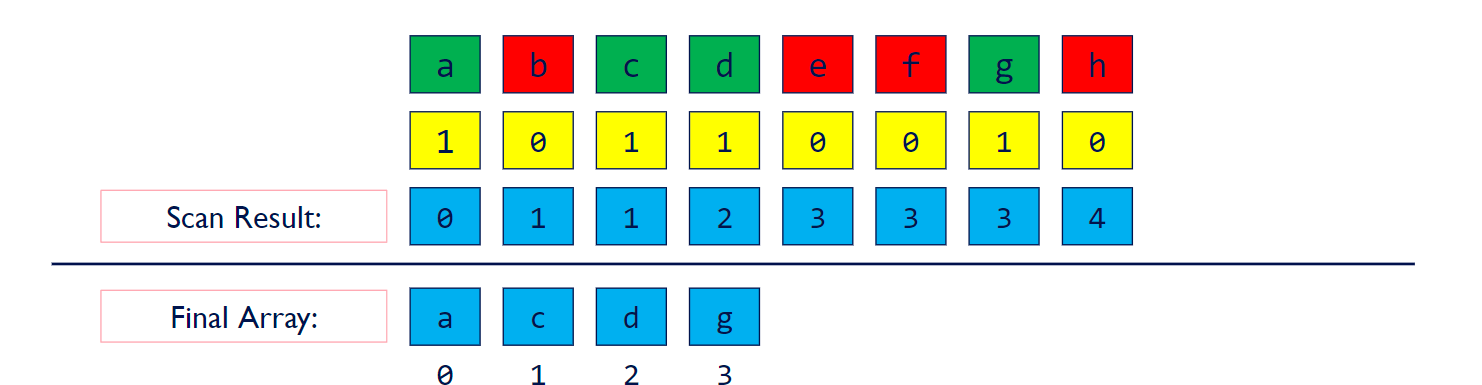 a b c d e f g h
1 0 1 1 0 0 1 0
Scan Result: 0 1 1 2 3 3 3 4
Final Array: a c d g
0 1 2 3